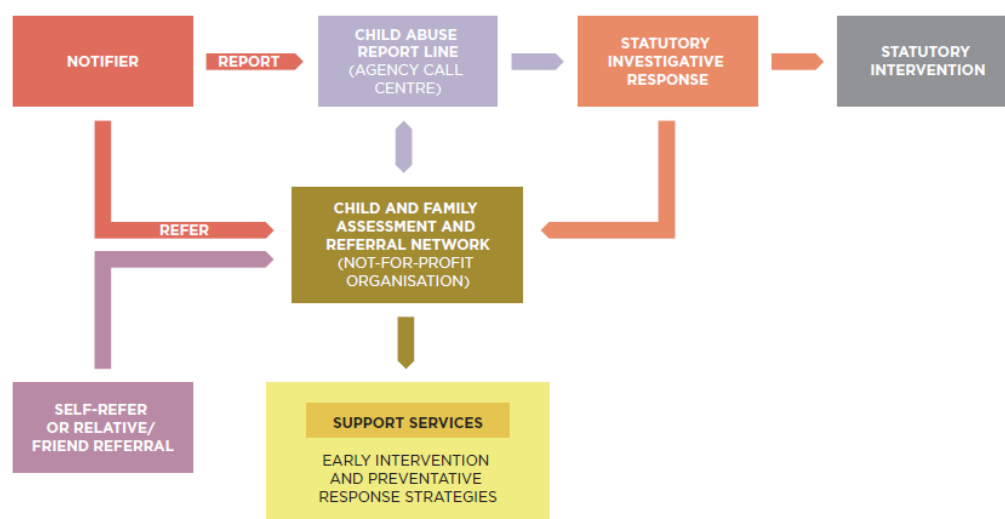 NOTIFIER
REPORT
CHILD ABUSE
REPORT LINE
(AGENCY CALL
CENTRE)
STATUTORY
INVESTIGATIVE
RESPONSE
STATUTORY
INTERVENTION
REFER
CHILD AND FAMILY
ASSESSMENT AND
REFERRAL NETWORK
(NOT-FOR-PROFIT
ORGANISATION)
SELF-REFER
OR RELATIVE/
FRIEND REFERRAL
SUPPORT SERVICES
EARLY INTERVENTION
AND PREVENTATIVE
RESPONSE STRATEGIES